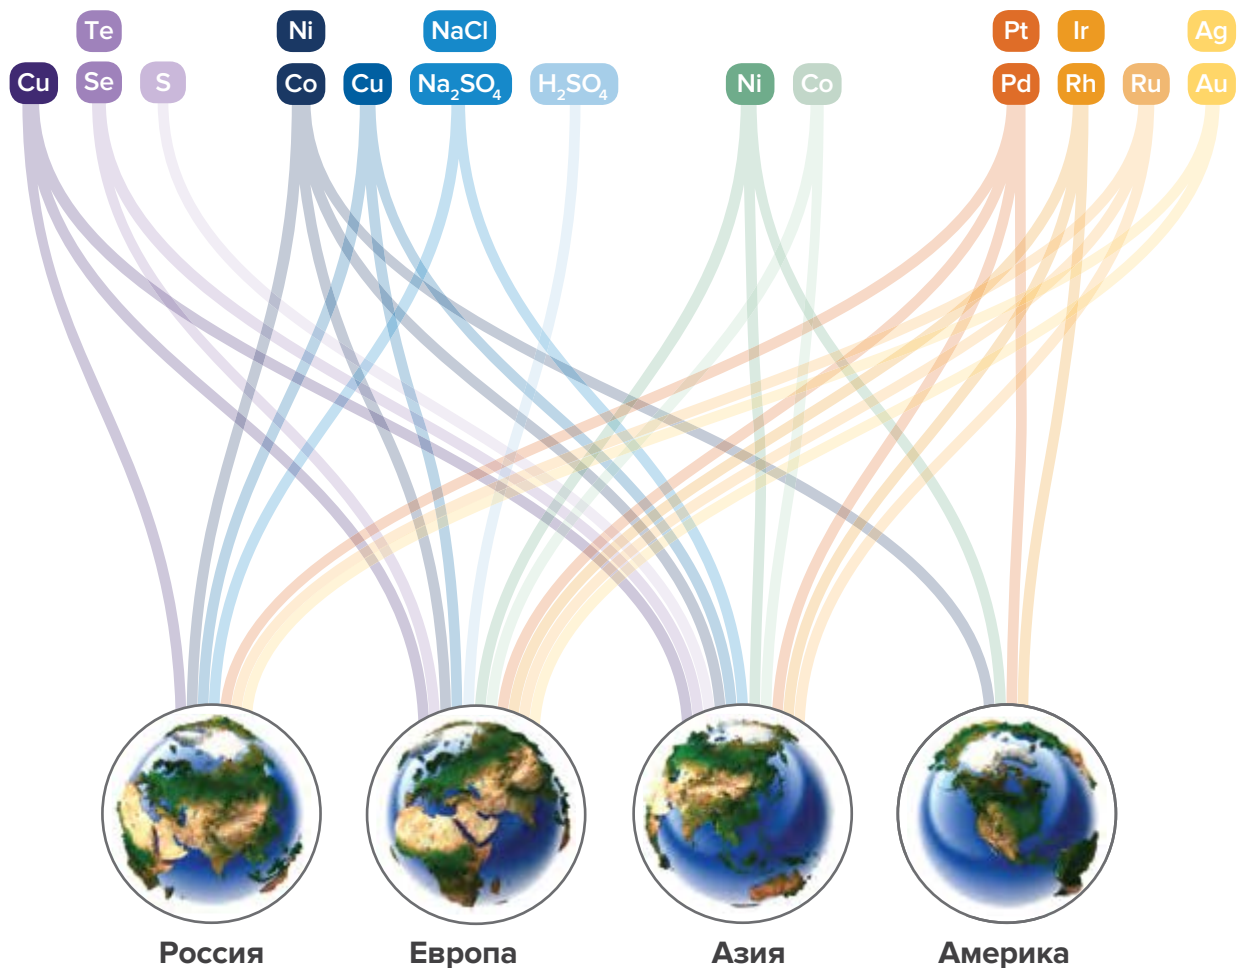 Te Ni NaCl Pt Ir Ag
Cu Se S Co Cu Na₂SO₄ H₂SO₄ Ni Co Pd Rh Ru Au
Россия Европа Азия Америка